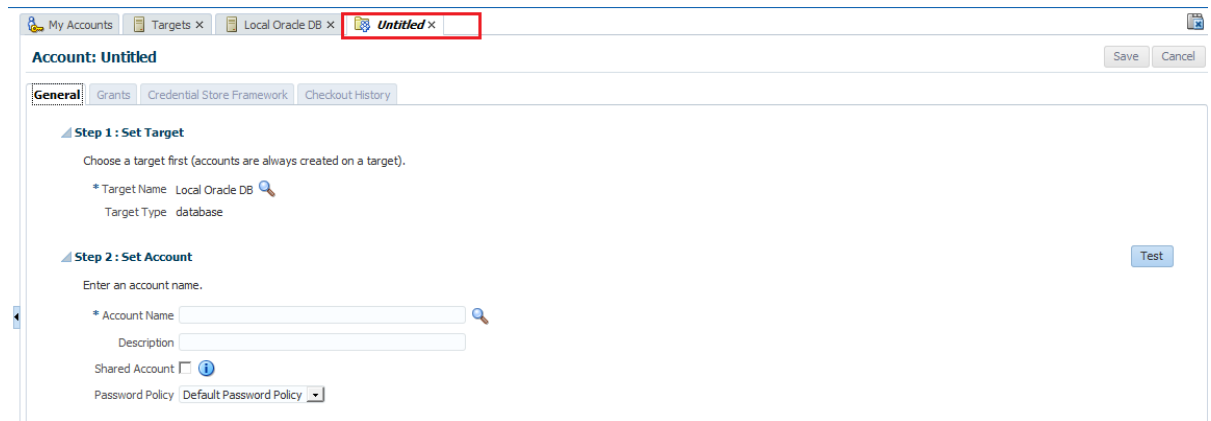 My Accounts Targets × Local Oracle DB × Untitled ×
Account: Untitled Save Cancel
General Grants Credential Store Framework Checkout History
Step 1 : Set Target
Choose a target first (accounts are always created on a target).
* Target Name Local Oracle DB
Target Type database
Step 2 : Set Account Test
Enter an account name.
* Account Name
Description
Shared Account
Password Policy Default Password Policy